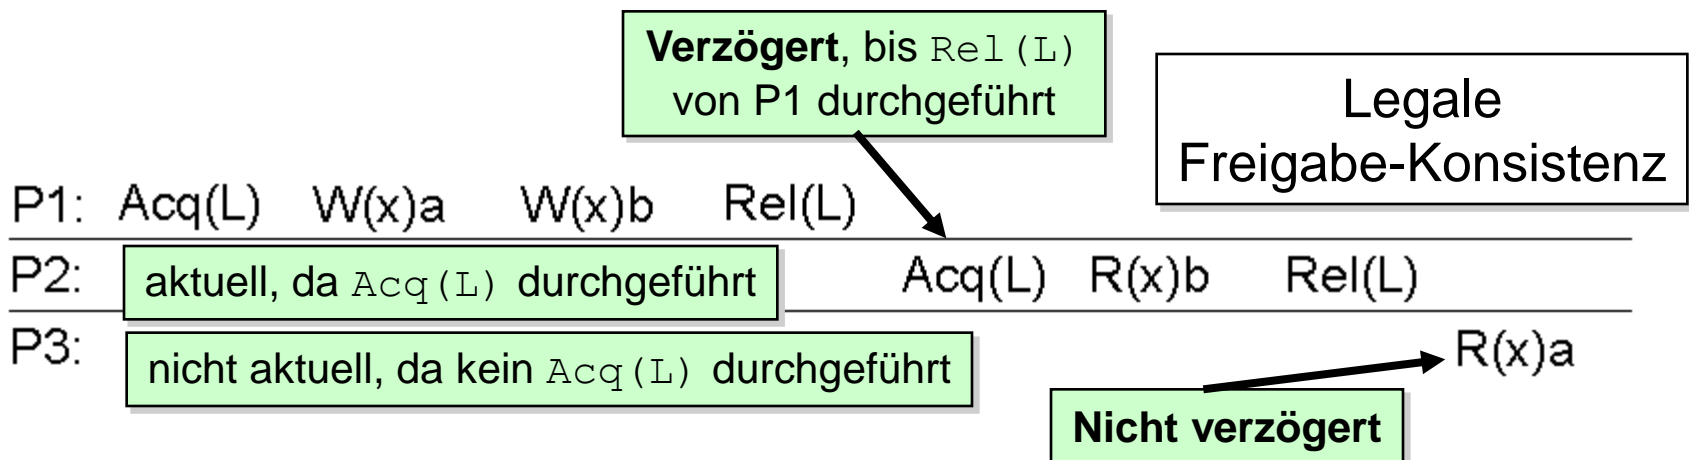 Verzögert, bis Rel(L)
von P1 durchgeführt
Legale
Freigabe-Konsistenz
P1: Acq(L) W(x)a W(x)b Rel(L)
P2: aktuell, da Acq(L) durchgeführt Acq(L) R(x)b Rel(L)
P3: nicht aktuell, da kein Acq(L) durchgeführt R(x)a
Nicht verzögert